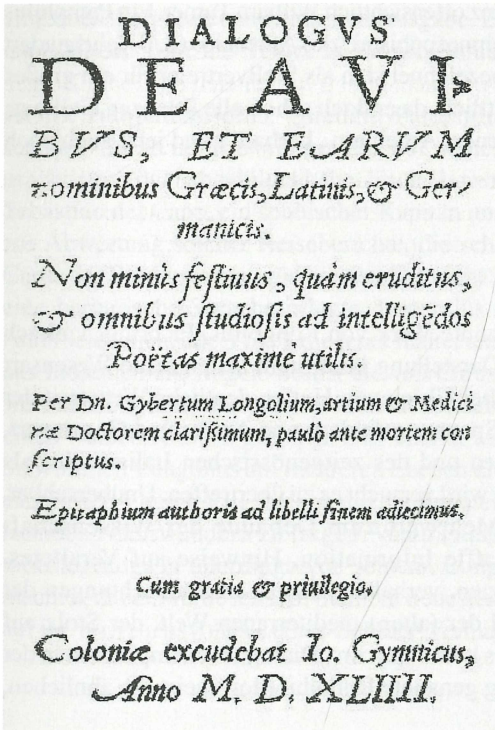 DIALOGVS
DE AVI-
BVS, ET EARVM
nominibus Græcis, Latinis, & Ger-
manicis.
Non minùs festiuus, quàm eruditus,
& omnibus studiosis ad intelligẽdos
Poëtas maxime utilis.
Per Dn. Gybertum Longolium, artium & Medici
næ Doctorem clarissimum, paulò ante mortem con
scriptus.
Epitaphium authoris ad libelli finem adiecimus.
Cum gratia & priuilegio.
Coloniæ excudebat Io. Gymnicus,
Anno M. D. XLIIII.